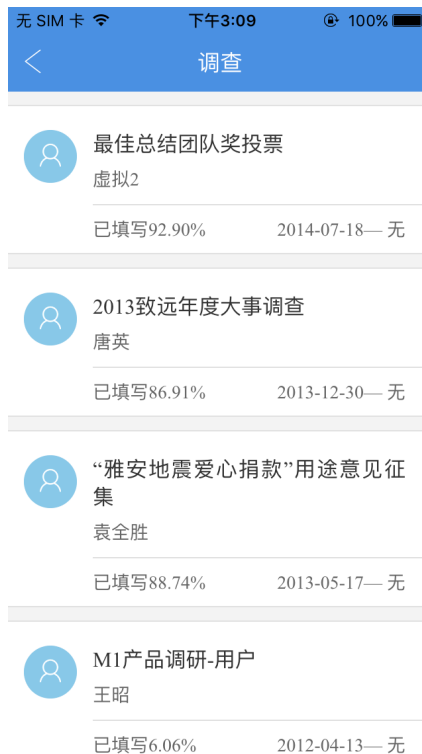 无 SIM 卡 下午3:09 100%
调查
最佳总结团队奖投票
虚拟2
已填写92.90% 2014-07-18— 无
2013致远年度大事调查
唐英
已填写86.91% 2013-12-30— 无
“雅安地震爱心捐款”用途意见征
集
袁全胜
已填写88.74% 2013-05-17— 无
M1产品调研-用户
王昭
已填写6.06% 2012-04-13— 无